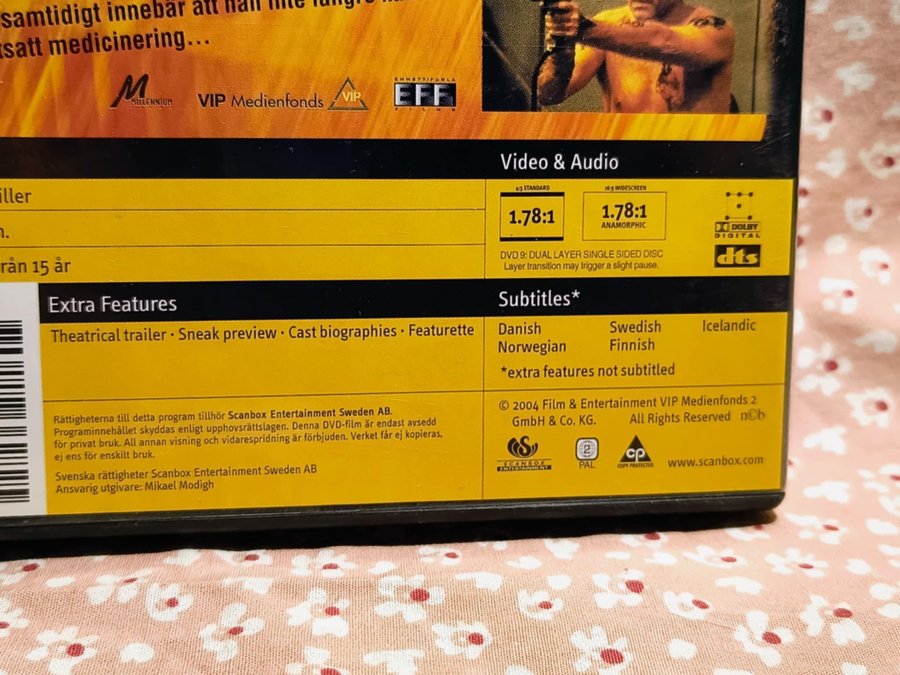 samtidigt innebär att han inte längre
tsatt medicinering...
M
MILLENNIUM
VIP Medienfonds
VIP
EMMETT/FURLA
EFF
FILMS
Video & Audio
iller
n.
rån 15 år
4:3 STANDARD
1.78:1
16:9 WIDESCREEN
1.78:1
ANAMORPHIC
DOLBY
DIGITAL
dts
DVD 9: DUAL LAYER SINGLE SIDED DISC
Layer transition may trigger a slight pause.
Extra Features
Theatrical trailer · Sneak preview · Cast biographies · Featurette
Subtitles*
Danish Swedish Icelandic
Norwegian Finnish
*extra features not subtitled
Rättigheterna till detta program tillhör Scanbox Entertainment Sweden AB.
Programinnehållet skyddas enligt upphovsrättslagen. Denna DVD-film är endast avsedd
för privat bruk. All annan visning och vidarespridning är förbjuden. Verket får ej kopieras,
ej ens för enskilt bruk.
Svenska rättigheter Scanbox Entertainment Sweden AB
Ansvarig utgivare: Mikael Modigh
© 2004 Film & Entertainment VIP Medienfonds 2
GmbH & Co. KG. All Rights Reserved n©b
SCANBOX
ENTERTAINMENT
2
PAL
cp
COPY PROTECTED
www.scanbox.com